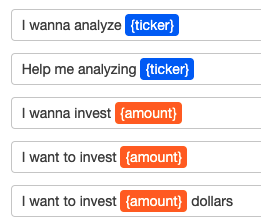 I wanna analyze {ticker}
Help me analyzing {ticker}
I wanna invest {amount}
I want to invest {amount}
I want to invest {amount} dollars